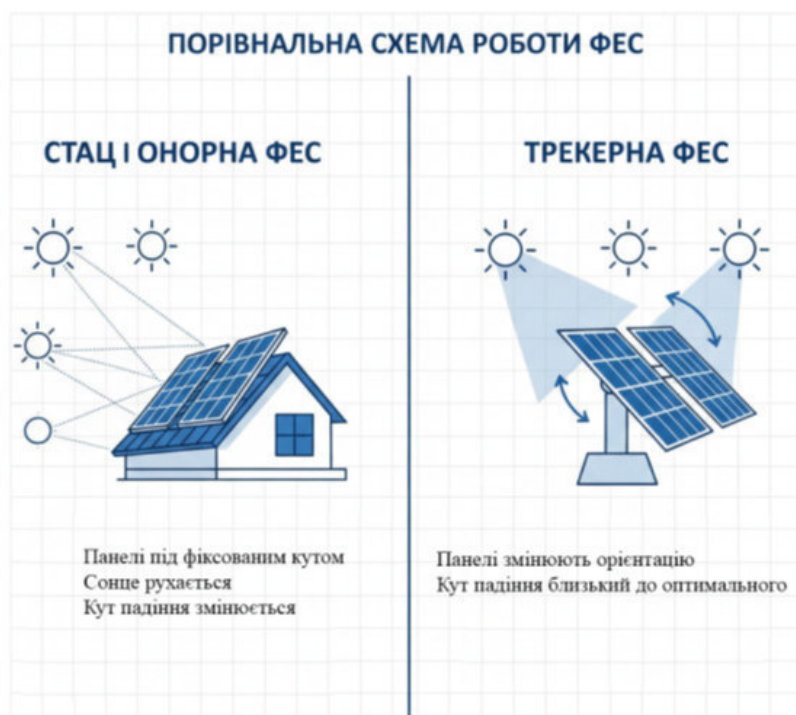 ПОРІВНАЛЬНА СХЕМА РОБОТИ ФЕС
СТАЦ І ОНОРНА ФЕС
ТРЕКЕРНА ФЕС
Панелі під фіксованим кутом
Сонце рухається
Кут падіння змінюється
Панелі змінюють орієнтацію
Кут падіння близький до оптимального